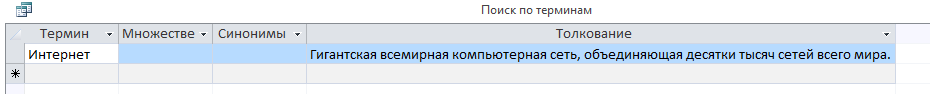 Поиск по терминам
Термин Множестве Синонимы Толкование
Интернет Гигантская всемирная компьютерная сеть, объединяющая десятки тысяч сетей всего мира.